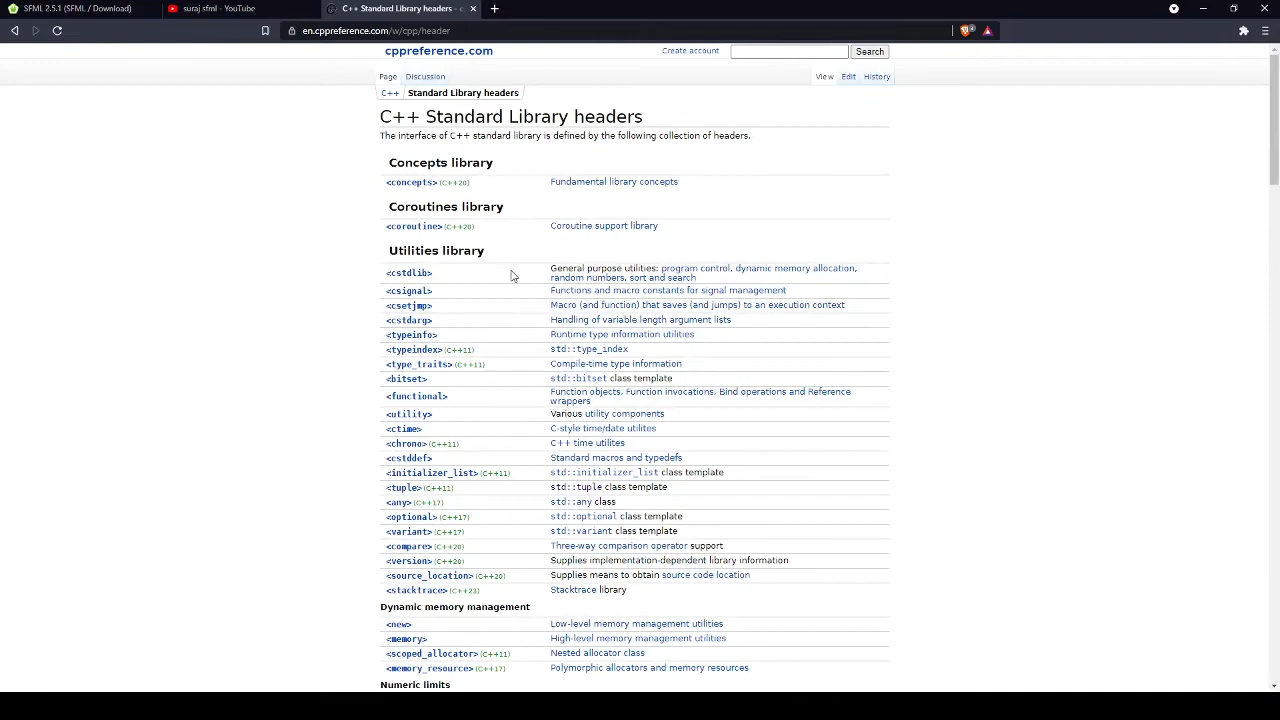 SFML 2.5.1 (SFML / Download)
suraj sfml - YouTube
C++ Standard Library headers - c
en.cppreference.com/w/cpp/header
cppreference.com
Create account
Search
Page
Discussion
View
Edit
History
C++
Standard Library headers
C++ Standard Library headers
The interface of C++ standard library is defined by the following collection of headers.
Concepts library
<concepts> (C++20) Fundamental library concepts
Coroutines library
<coroutine> (C++20) Coroutine support library
Utilities library
<cstdlib> General purpose utilities: program control, dynamic memory allocation,
random numbers, sort and search
<csignal> Functions and macro constants for signal management
<csetjmp> Macro (and function) that saves (and jumps) to an execution context
<cstdarg> Handling of variable length argument lists
<typeinfo> Runtime type information utilities
<typeindex> (C++11) std::type_index
<type_traits> (C++11) Compile-time type information
<bitset> std::bitset class template
<functional> Function objects, Function invocations, Bind operations and Reference
wrappers
<utility> Various utility components
<ctime> C-style time/date utilites
<chrono> (C++11) C++ time utilites
<cstddef> Standard macros and typedefs
<initializer_list> (C++11) std::initializer_list class template
<tuple> (C++11) std::tuple class template
<any> (C++17) std::any class
<optional> (C++17) std::optional class template
<variant> (C++17) std::variant class template
<compare> (C++20) Three-way comparison operator support
<version> (C++20) Supplies implementation-dependent library information
<source_location> (C++20) Supplies means to obtain source code location
<stacktrace> (C++23) Stacktrace library
Dynamic memory management
<new> Low-level memory management utilities
<memory> High-level memory management utilities
<scoped_allocator> (C++11) Nested allocator class
<memory_resource> (C++17) Polymorphic allocators and memory resources
Numeric limits